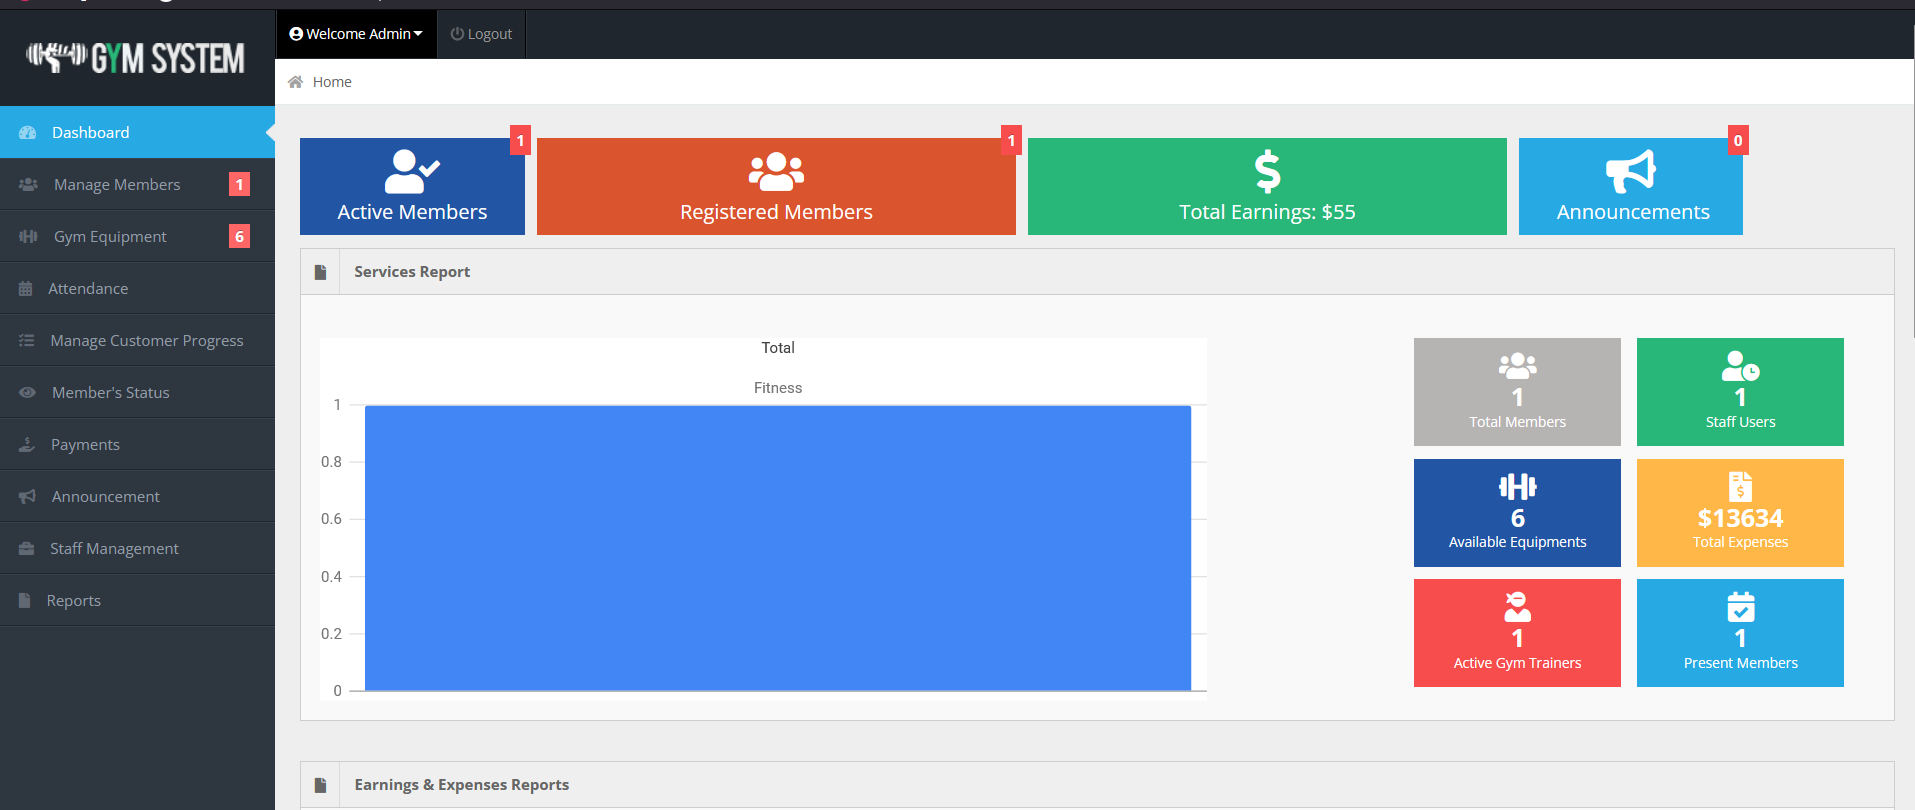 GYM SYSTEM
Welcome Admin
Logout
Home
Dashboard
Manage Members 1
Gym Equipment 6
Attendance
Manage Customer Progress
Member's Status
Payments
Announcement
Staff Management
Reports
1
Active Members
1
Registered Members
Total Earnings: $55
0
Announcements
Services Report
Total
Fitness
1
0.8
0.6
0.4
0.2
0
1
Total Members
1
Staff Users
6
Available Equipments
$13634
Total Expenses
1
Active Gym Trainers
1
Present Members
Earnings & Expenses Reports